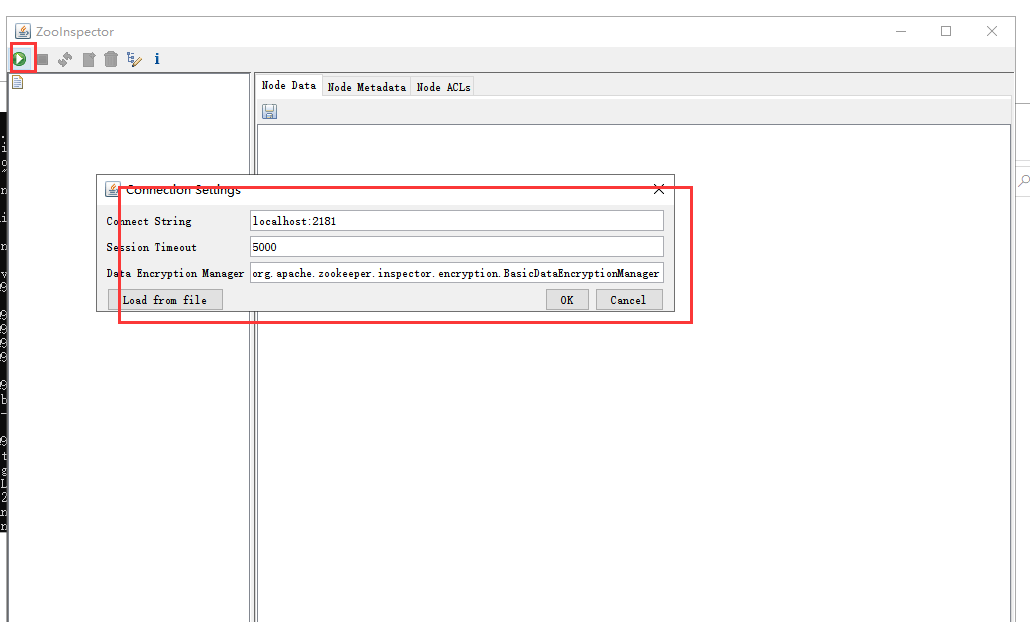 ZooInspector
Node Data Node Metadata Node ACLs
Connection Settings
Connect String localhost:2181
Session Timeout 5000
Data Encryption Manager org.apache.zookeeper.inspector.encryption.BasicDataEncryptionManager
Load from file OK Cancel